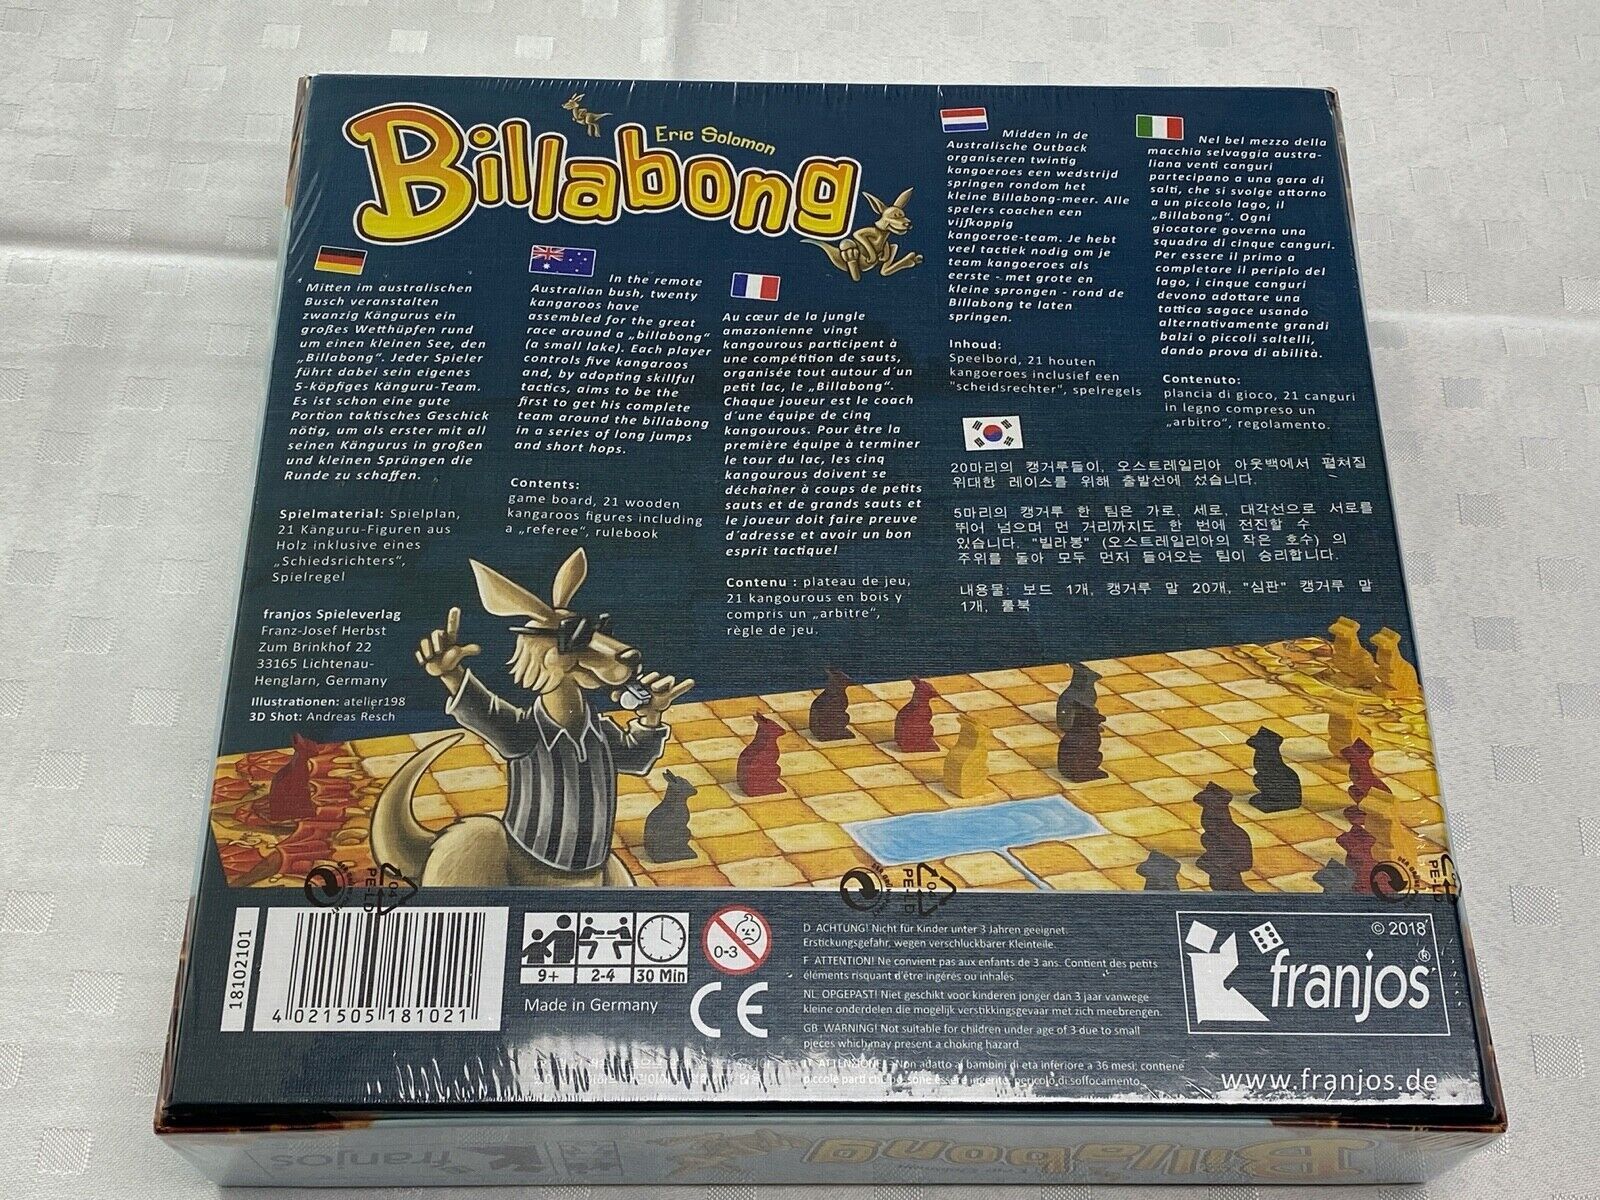 Billabong
Eric Solomon
Mitten im australischen
Busch veranstalten
zwanzig Kängurus ein
großes Wetthüpfen rund
um einen kleinen See, den
„Billabong“. Jeder Spieler
führt dabei sein eigenes
5-köpfiges Känguru-Team.
Es ist schon eine gute
Portion taktisches Geschick
nötig, um als erster mit all
seinen Kängurus in großen
und kleinen Sprüngen die
Runde zu schaffen.
Spielmaterial: Spielplan,
21 Känguru-Figuren aus
Holz inklusive eines
„Schiedsrichters“,
Spielregel
franjos Spieleverlag
Franz-Josef Herbst
Zum Brinkhof 22
33165 Lichtenau-
Henglarn, Germany
Illustrationen: atelier198
3D Shot: Andreas Resch
In the remote
Australian bush, twenty
kangaroos have
assembled for the great
race around a „billabong“
(a small lake). Each player
controls five kangaroos
and, by adopting skillful
tactics, aims to be the
first to get his complete
team around the billabong
in a series of long jumps
and short hops.
Contents:
game board, 21 wooden
kangaroos figures including
a „referee“, rulebook
Au cœur de la jungle
amazonienne vingt
kangourous participent à
une compétition de sauts,
organisée tout autour d'un
petit lac, le „Billabong“.
Chaque joueur est le coach
d'une équipe de cinq
kangourous. Pour être la
première équipe à terminer
le tour du lac, les cinq
kangourous doivent se
déchaîner à coups de petits
sauts et de grands sauts et
le joueur doit faire preuve
d'adresse et avoir un bon
esprit tactique!
Contenu : plateau de jeu,
21 kangourous en bois y
compris un „arbitre“,
règle de jeu.
Midden in de
Australische Outback
organiseren twintig
kangoeroes een wedstrijd
springen rondom het
kleine Billabong-meer. Alle
spelers coachen een
vijfkoppig
kangoeroe-team. Je hebt
veel tactiek nodig om je
team kangoeroes als
eerste - met grote en
kleine sprongen - rond de
Billabong te laten
springen.
Inhoud:
Speelbord, 21 houten
kangoeroes inclusief een
"scheidsrechter", spelregels
Nel bel mezzo della
macchia selvaggia austra-
liana venti canguri
partecipano a una gara di
salti, che si svolge attorno
a un piccolo lago, il
„Billabong“. Ogni
giocatore governa una
squadra di cinque canguri.
Per essere il primo a
completare il periplo del
lago, i cinque canguri
devono adottare una
tattica sagace usando
alternativamente grandi
balzi o piccoli saltelli,
dando prova di abilità.
Contenuto:
plancia di gioco, 21 canguri
in legno compreso un
„arbitro“, regolamento.
20마리의 캥거루들이, 오스트레일리아 아웃백에서 펼쳐질
위대한 레이스를 위해 출발선에 섰습니다.
5마리의 캥거루 한 팀은 가로, 세로, 대각선으로 서로를
뛰어 넘으며 먼 거리까지도 한 번에 전진할 수
있습니다. "빌라봉" (오스트레일리아의 작은 호수) 의
주위를 돌아 모두 먼저 들어오는 팀이 승리합니다.
내용물: 보드 1개, 캥거루 말 20개, "심판" 캥거루 말
1개, 룰북
04
PE-LD
04
PE-LD
PE-LD
18102101
4 021505 181021
9+
2-4
30 Min
Made in Germany
0-3
CE
D ACHTUNG! Nicht für Kinder unter 3 Jahren geeignet.
Erstickungsgefahr, wegen verschluckbarer Kleinteile.
F ATTENTION! Ne convient pas aux enfants de 3 ans. Contient des petits
éléments risquant d'être ingérés ou inhalés.
NL OPGEPAST! Niet geschikt voor kinderen jonger dan 3 jaar vanwege
kleine onderdelen die mogelijk verstikkingsgevaar met zich meebrengen.
GB WARNING! Not suitable for children under age of 3 due to small
pieces which may present a choking hazard.
ATTENZIONE! Non adatto a bambini di età inferiore a 36 mesi; contiene
piccole parti che possono essere ingerite; pericolo di soffocamento.
© 2018
franjos®
www.franjos.de
Billabong
franjos